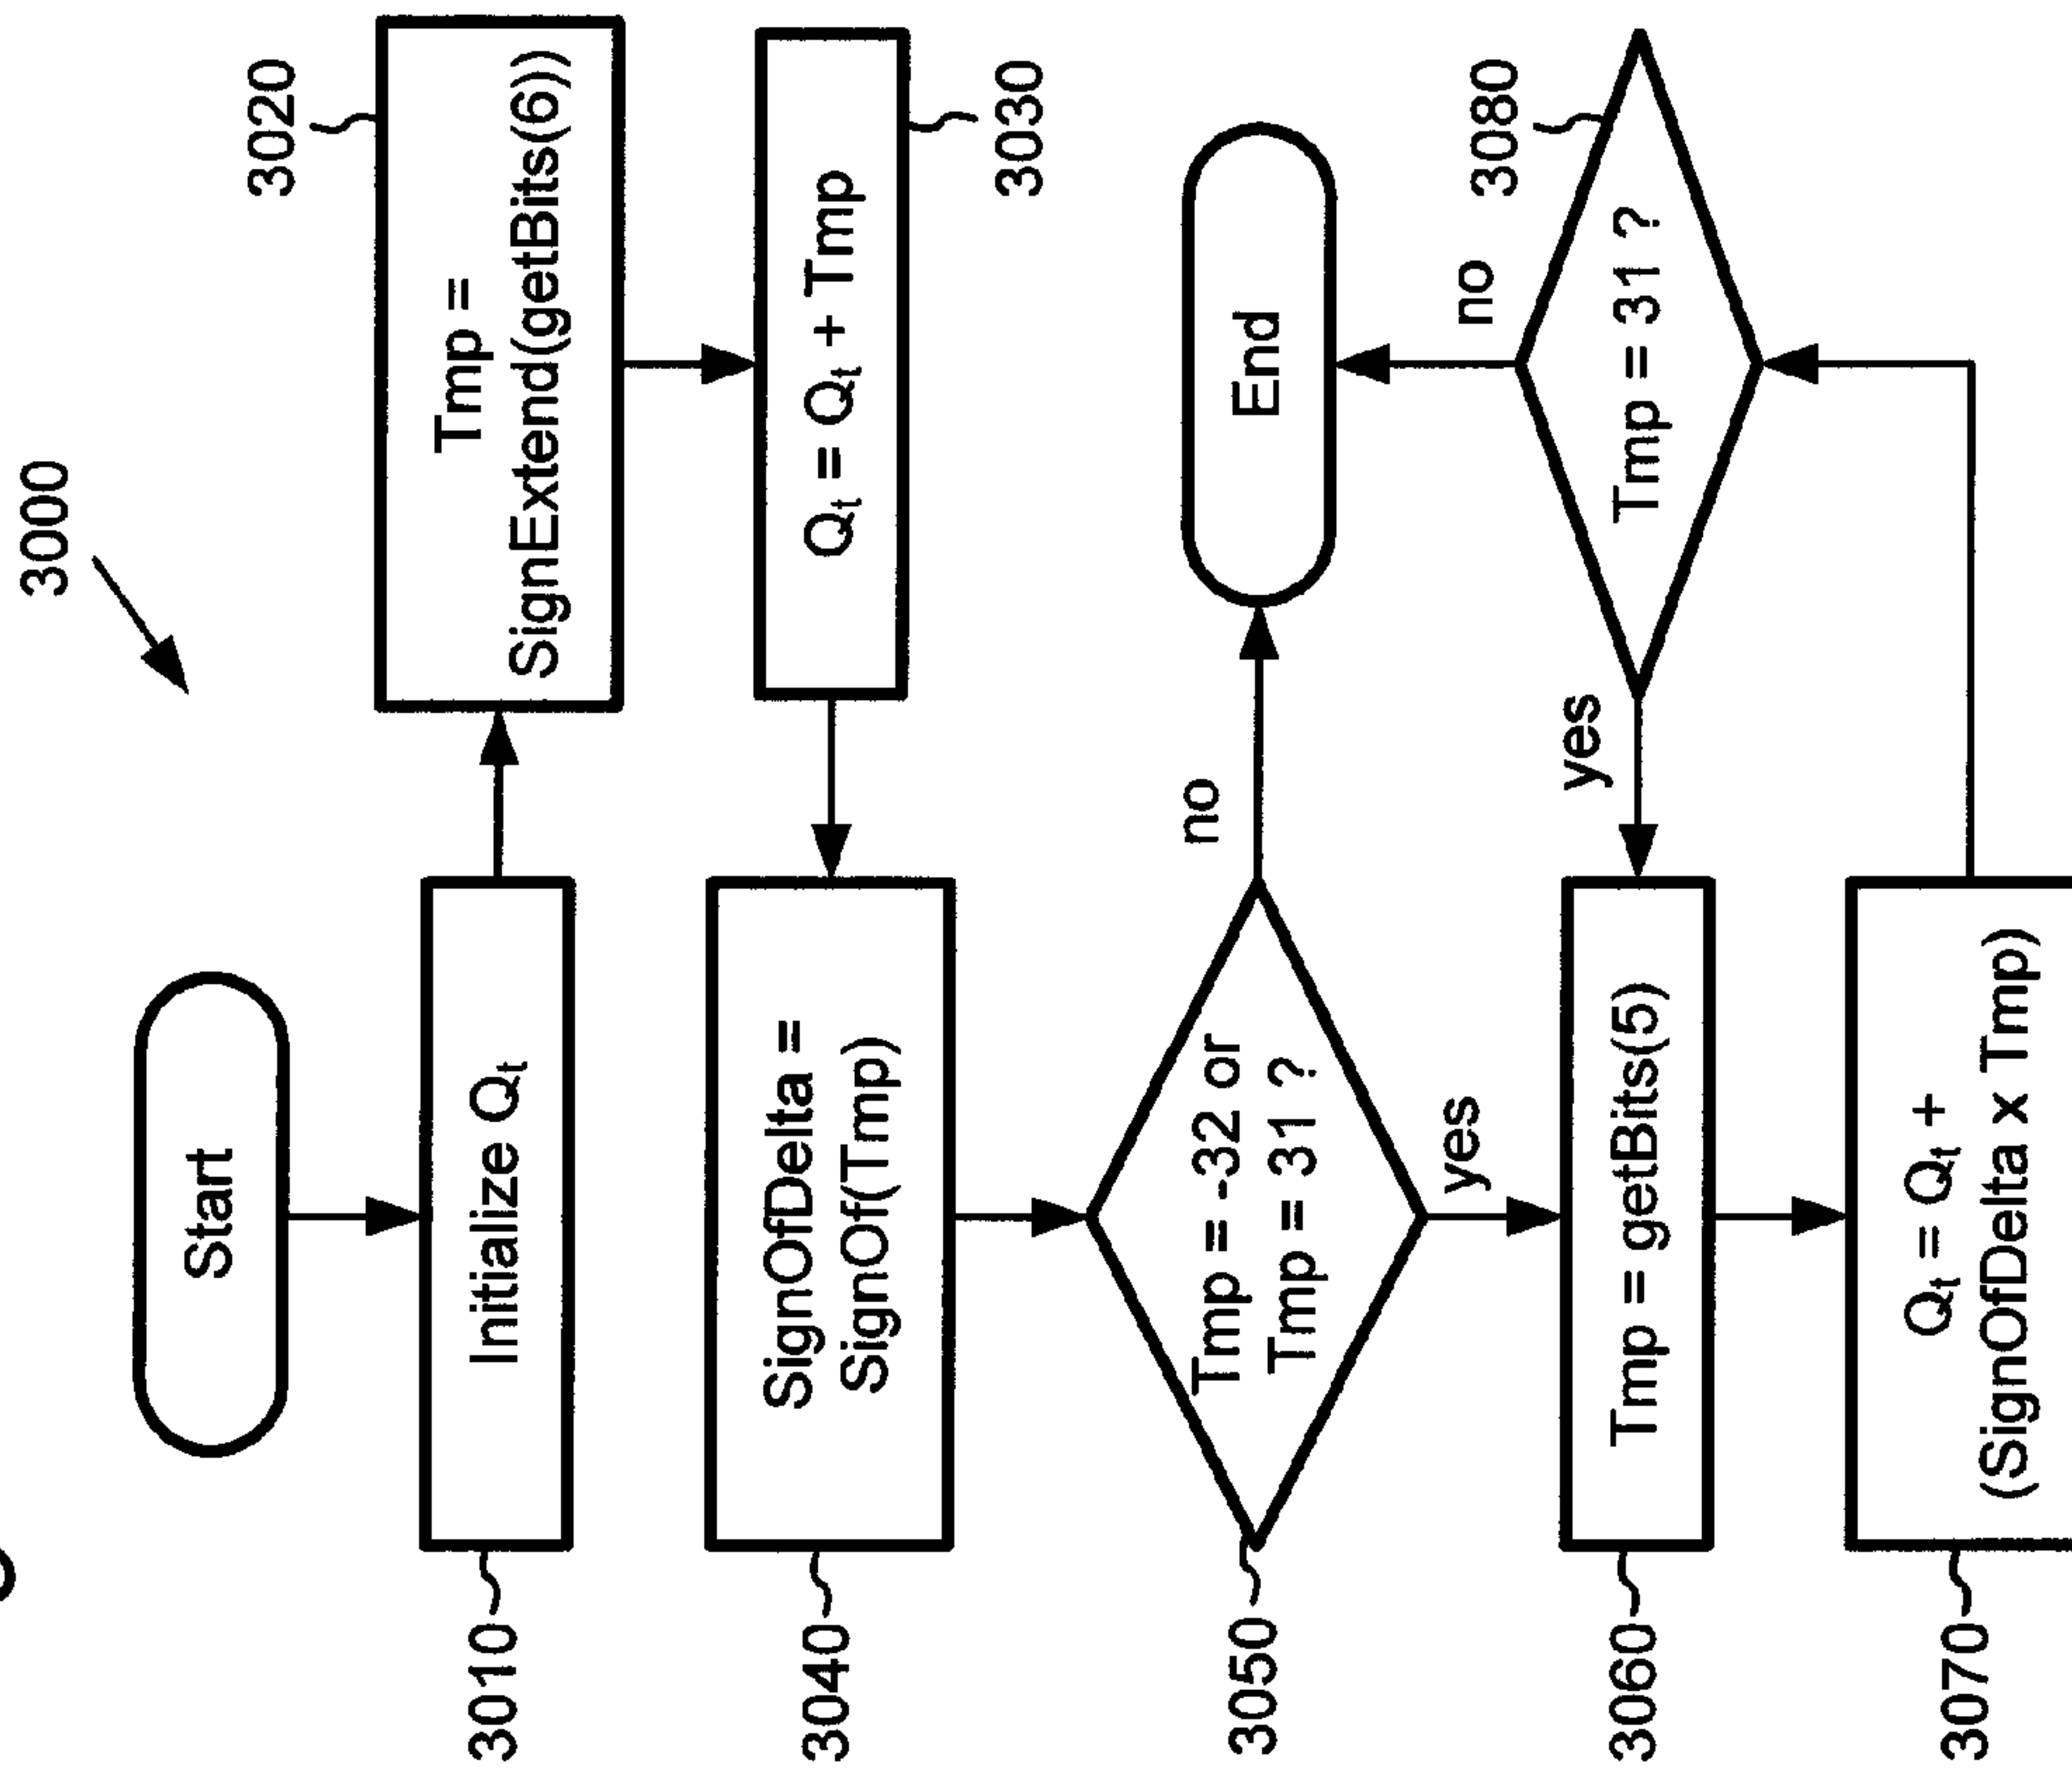 3000
Start
3010
Initialize Qt
3020
Tmp =
SignExtend(getBits(6))
3030
Qt = Qt + Tmp
3040
SignOfDelta =
SignOf(Tmp)
3050
Tmp = -32 or
Tmp = 31 ?
no
End
yes
3060
Tmp = getBits(5)
3070
Qt = Qt +
(SignOfDelta x Tmp)
3080
Tmp = 31 ?
no
yes